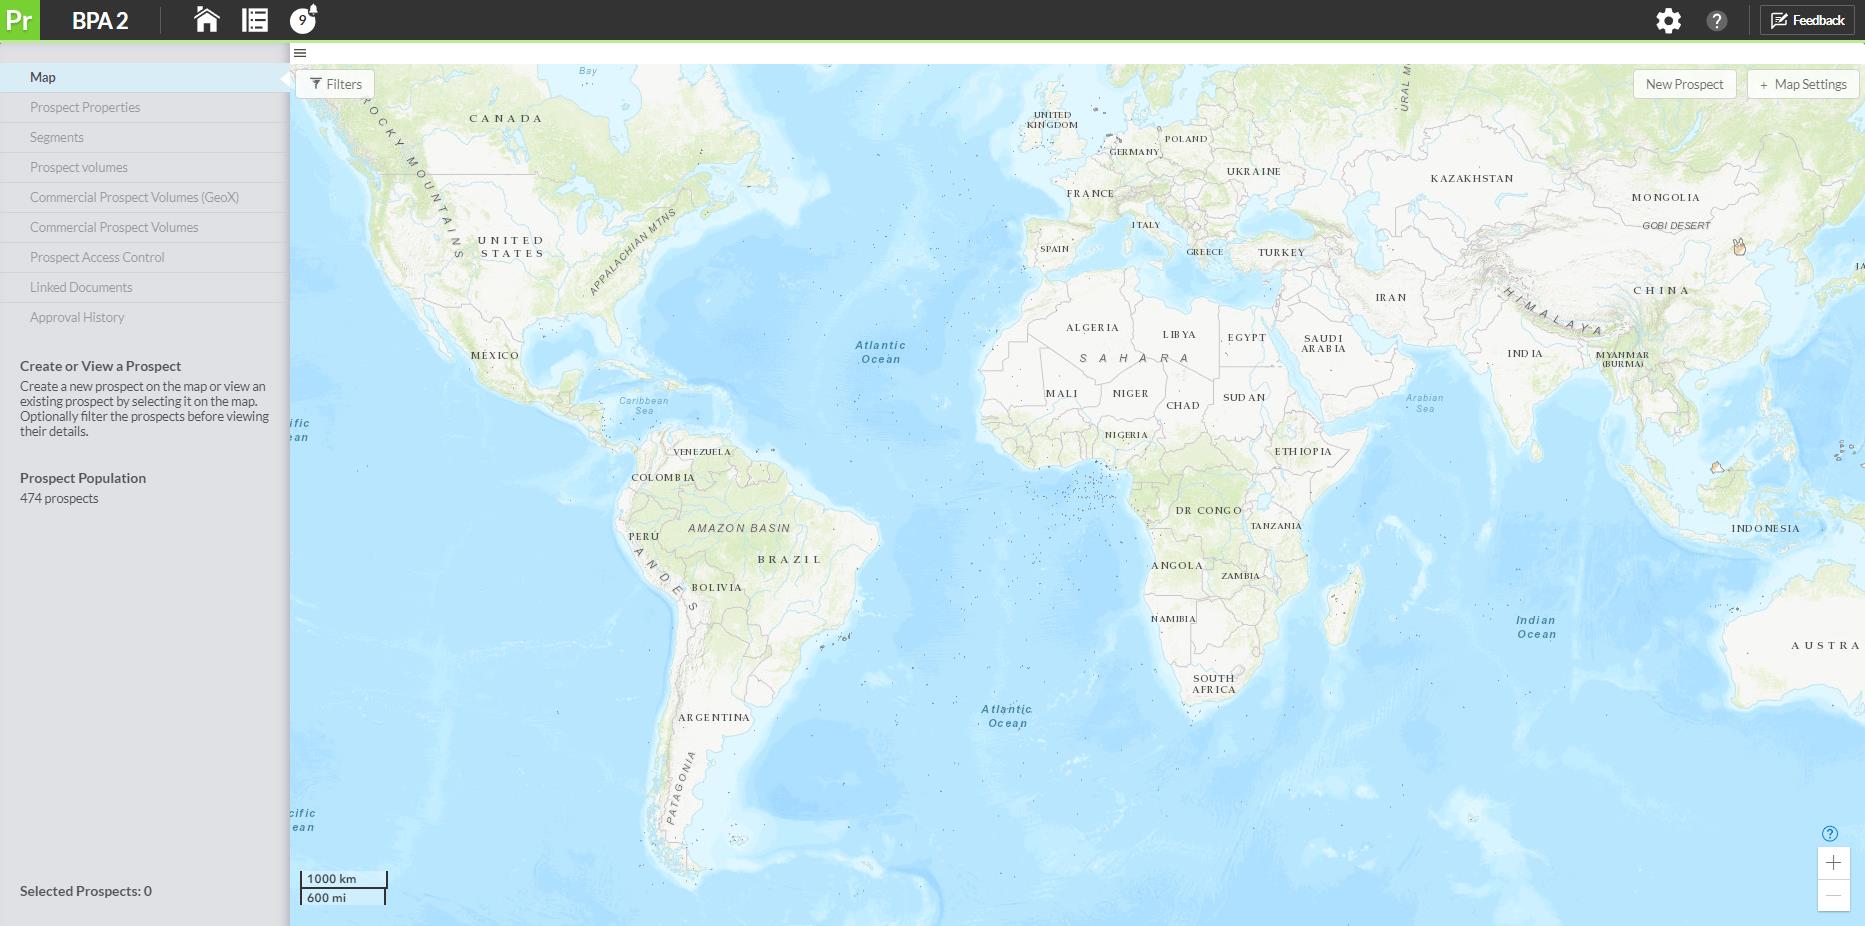 Pr BPA 2 9 ? Feedback
Map
Prospect Properties
Segments
Prospect volumes
Commercial Prospect Volumes (GeoX)
Commercial Prospect Volumes
Prospect Access Control
Linked Documents
Approval History
Create or View a Prospect
Create a new prospect on the map or view an
existing prospect by selecting it on the map.
Optionally filter the prospects before viewing
their details.
Prospect Population
474 prospects
Selected Prospects: 0
Filters
New Prospect
+ Map Settings
Bay
CANADA
ROCKY MOUNTAINS
UNITED
STATES
APPALACHIAN MTNS
MÉXICO
Caribbean
Sea
Atlantic
Ocean
ific
ean
VENEZUELA
COLOMBIA
AMAZON BASIN
PERÚ
BRAZIL
ANDES
BOLIVIA
ARGENTINA
PATAGONIA
cific
ean
UNITED
KINGDOM
POLAND
GERMANY
UKRAINE
FRANCE
ITALY
SPAIN
GREECE
TURKEY
URAL M
KAZAKHSTAN
MONGOLIA
GOBI DESERT
CHINA
JA
IRAN
HIMALAYA
ALGERIA
LIBYA
EGYPT
SAUDI
ARABIA
SAHARA
INDIA
MYANMAR
(BURMA)
MALI
NIGER
CHAD
SUDAN
Arabian
Sea
NIGERIA
ETHIOPIA
DR CONGO
TANZANIA
INDONESIA
ANGOLA
ZAMBIA
NAMIBIA
Indian
Ocean
AUSTRA
SOUTH
AFRICA
Atlantic
Ocean
1000 km
600 mi
?
+
−